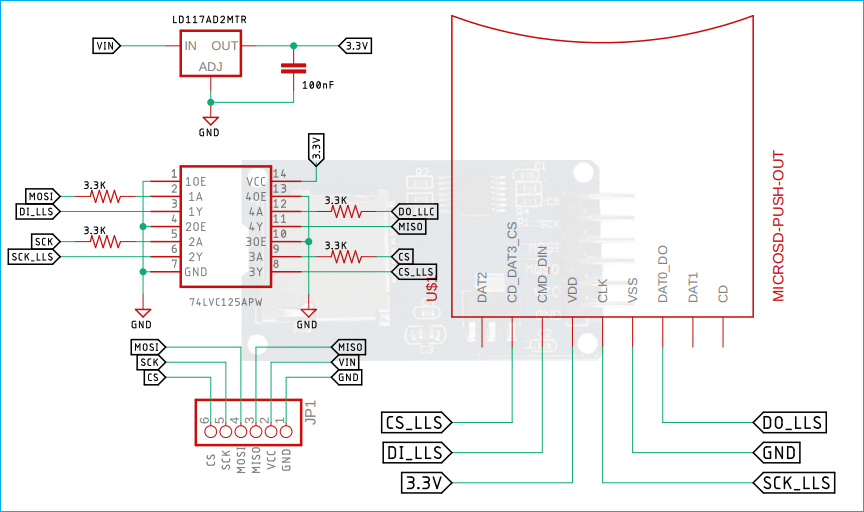 LD117AD2MTR
VIN
IN OUT
3.3V
ADJ
100nF
GND
3.3V
1 1OE
2 1A
3 1Y
4 2OE
5 2A
6 2Y
7 GND
VCC 14
4OE 13
4A 12
4Y 11
3OE 10
3A 9
3Y 8
MOSI
3.3K
DI_LLS
SCK
3.3K
SCK_LLS
3.3K
DO_LLC
MISO
3.3K
CS
CS_LLS
74LVC125APW
GND
GND
MOSI
SCK
CS
MISO
VIN
GND
6 5 4 3 2 1
JP1
CS
SCK
MOSI
MISO
VCC
GND
U$1
MICROSD-PUSH-OUT
DAT2
CD_DAT3_CS
CMD_DIN
VDD
CLK
VSS
DAT0_DO
DAT1
CD
CS_LLS
DI_LLS
3.3V
DO_LLS
GND
SCK_LLS